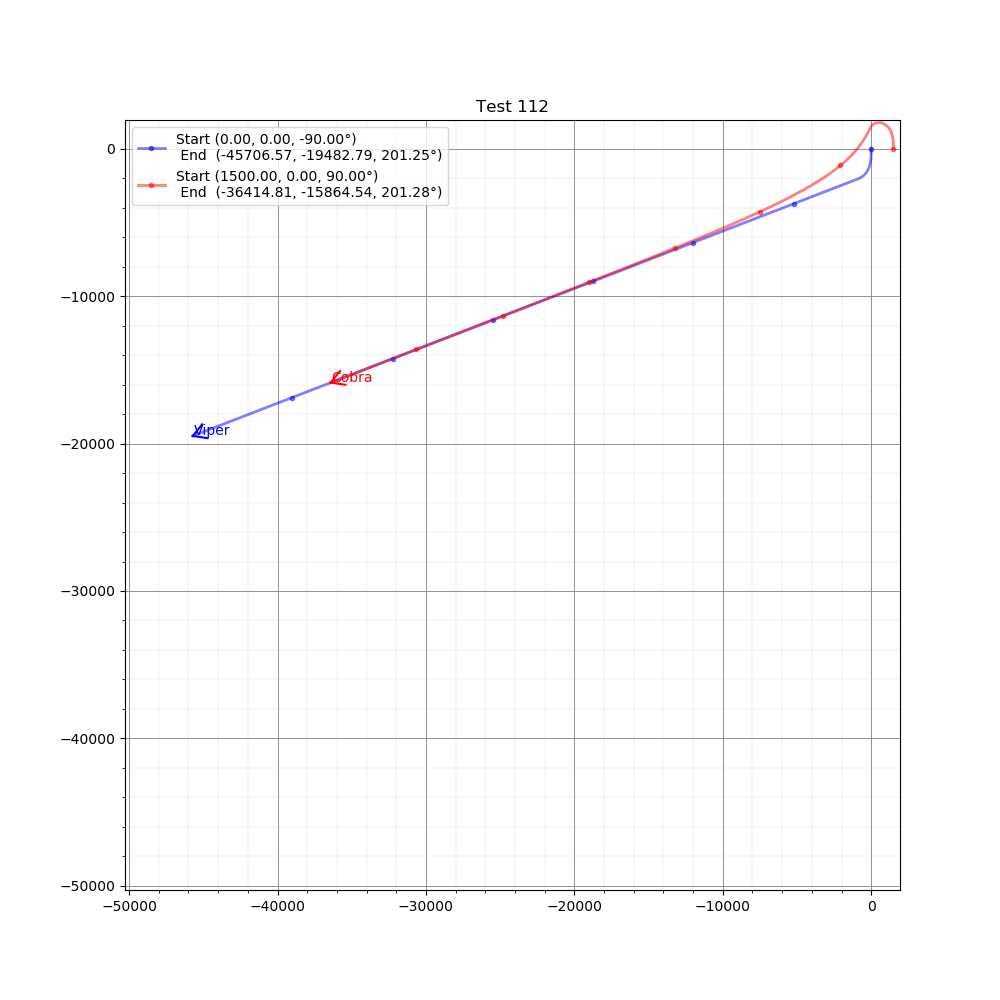 Test 112
Start (0.00, 0.00, -90.00°)
End  (-45706.57, -19482.79, 201.25°)
Start (1500.00, 0.00, 90.00°)
End  (-36414.81, -15864.54, 201.28°)
0
−10000
Cobra
Viper
−20000
−30000
−40000
−50000
−50000 −40000 −30000 −20000 −10000 0